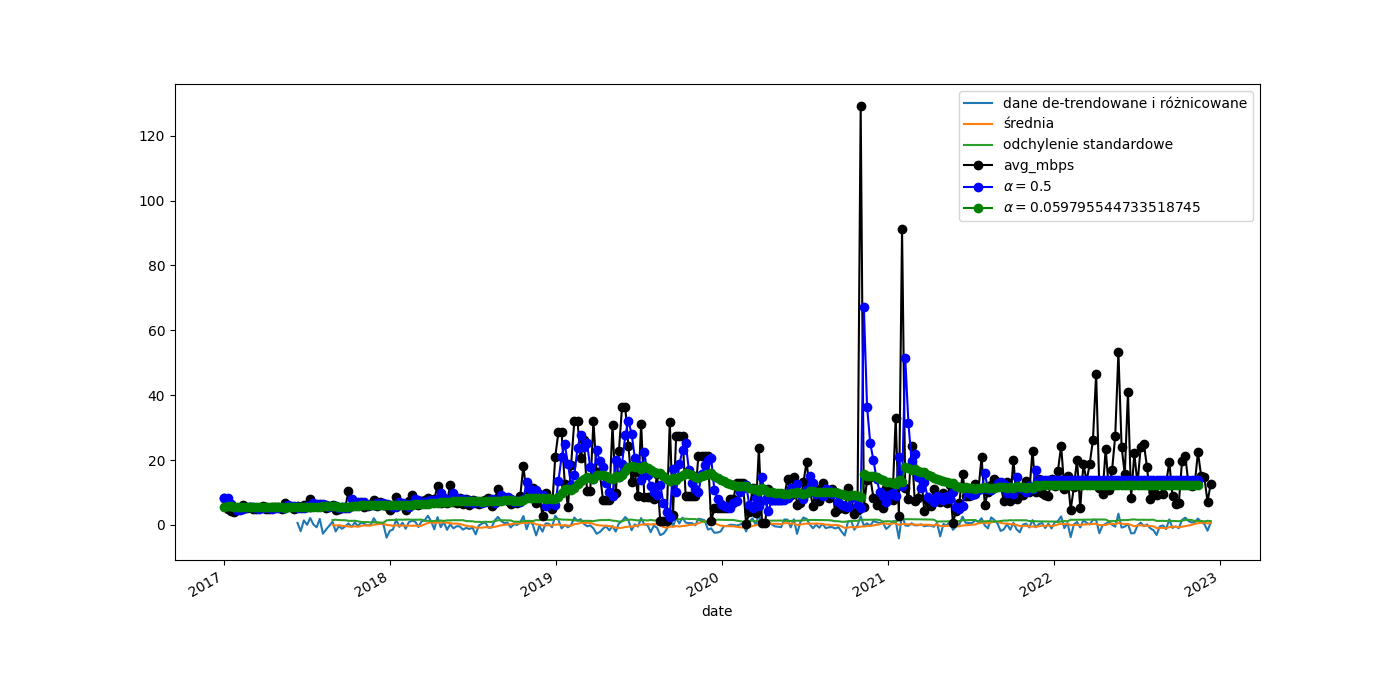 dane de-trendowane i różnicowane
średnia
odchylenie standardowe
avg_mbps
α = 0.5
α = 0.059795544733518745
120
100
80
60
40
20
0
2017 2018 2019 2020 2021 2022 2023
date